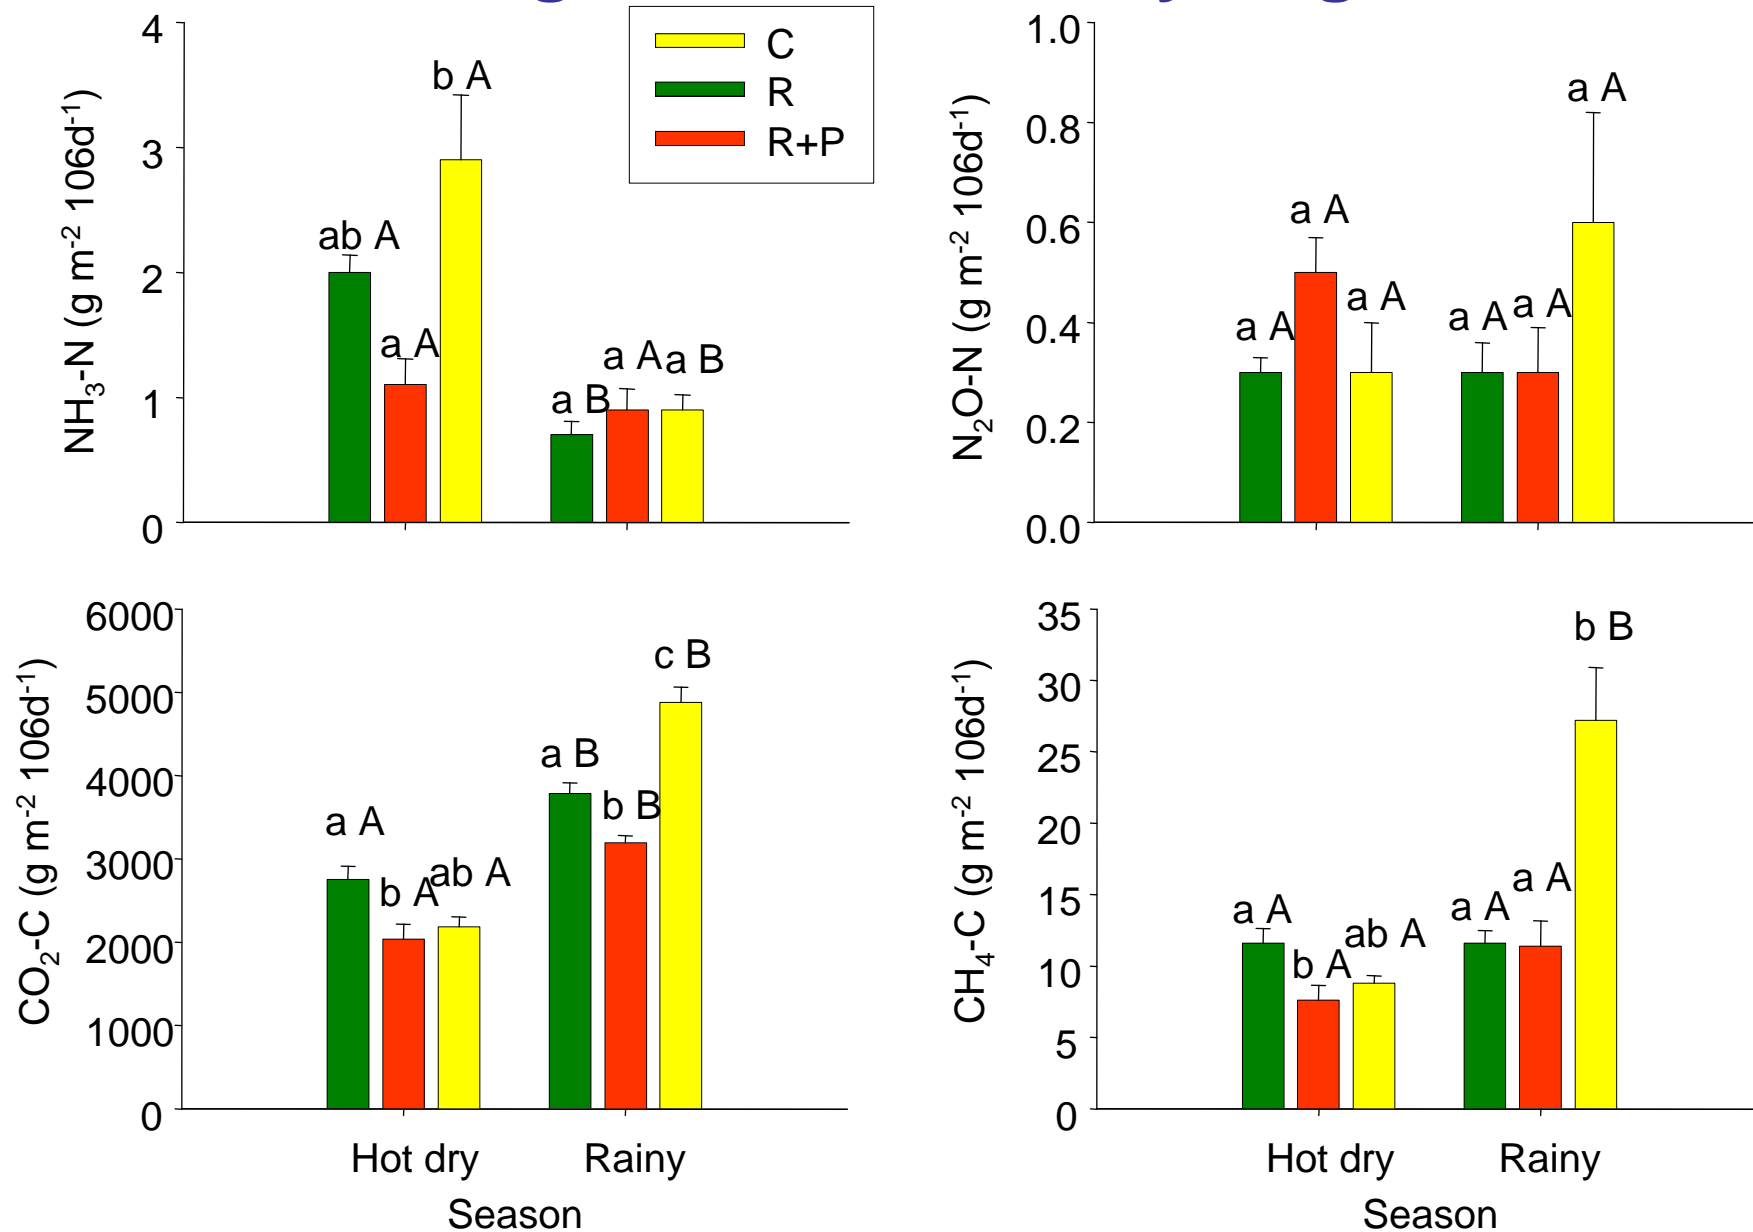 C
R
R+P
4
3
2
1
0
NH3-N (g m-2 106d-1)
ab A
a A
b A
a B
a A
a B
1.0
0.8
0.6
0.4
0.2
0.0
N2O-N (g m-2 106d-1)
a A
a A
a A
a A
a A
a A
6000
5000
4000
3000
2000
1000
0
CO2-C (g m-2 106d-1)
a A
b A
ab A
a B
b B
c B
Hot dry
Rainy
Season
35
30
25
20
15
10
5
0
CH4-C (g m-2 106d-1)
a A
b A
ab A
a A
a A
b B
Hot dry
Rainy
Season